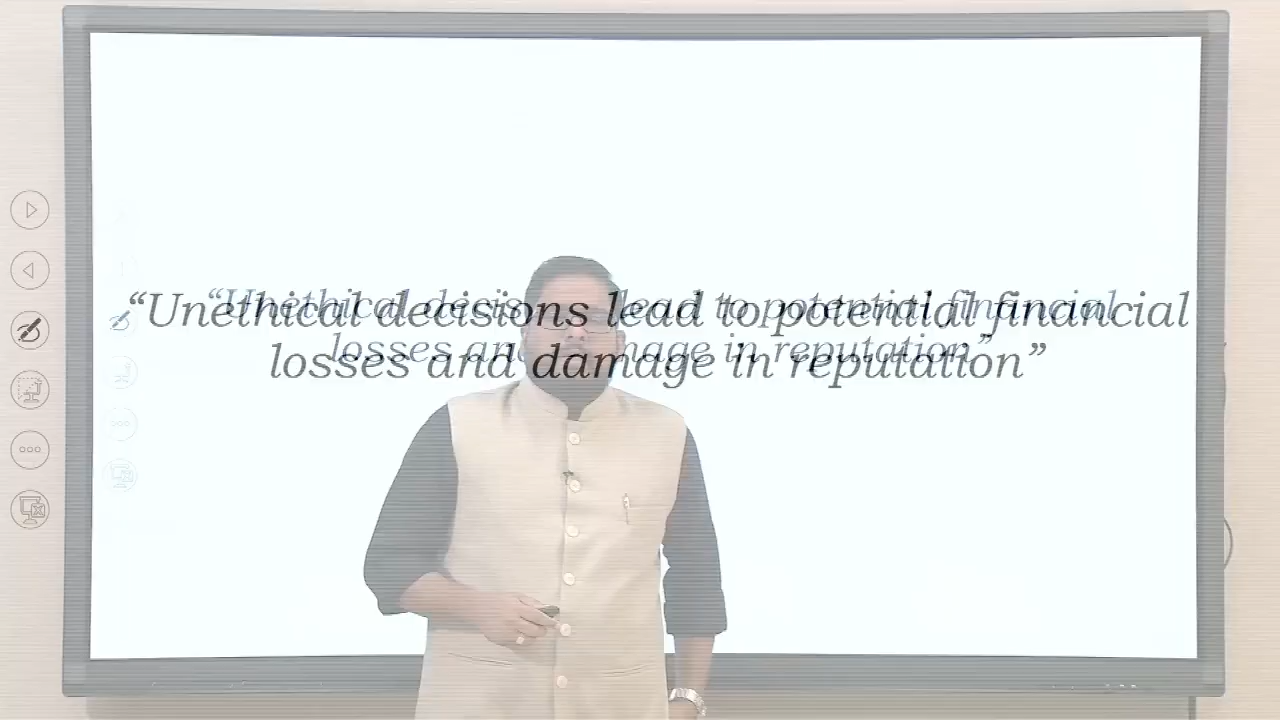 “Unethical decisions lead to potential financial
losses and damage in reputation”